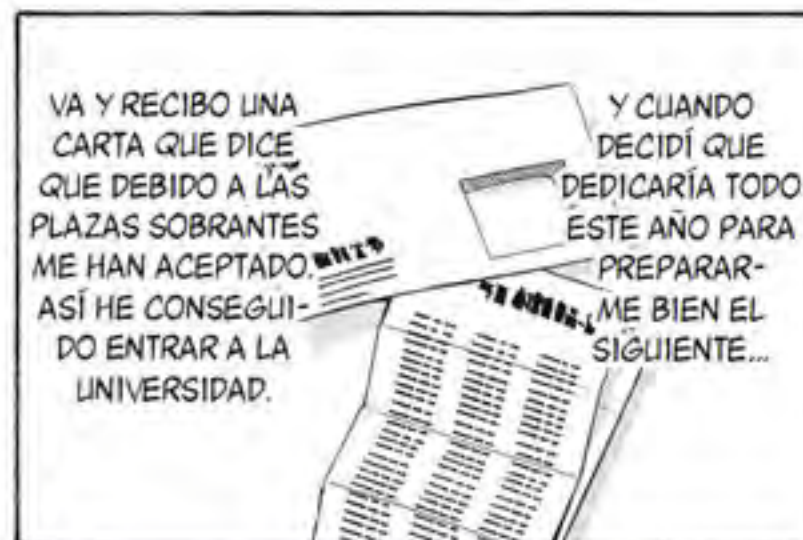 Y CUANDO
DECIDÍ QUE
DEDICARÍA TODO
ESTE AÑO PARA
PREPARAR-
ME BIEN EL
SIGUIENTE...
VA Y RECIBO UNA
CARTA QUE DICE
QUE DEBIDO A LAS
PLAZAS SOBRANTES
ME HAN ACEPTADO.
ASÍ HE CONSEGUI-
DO ENTRAR A LA
UNIVERSIDAD.